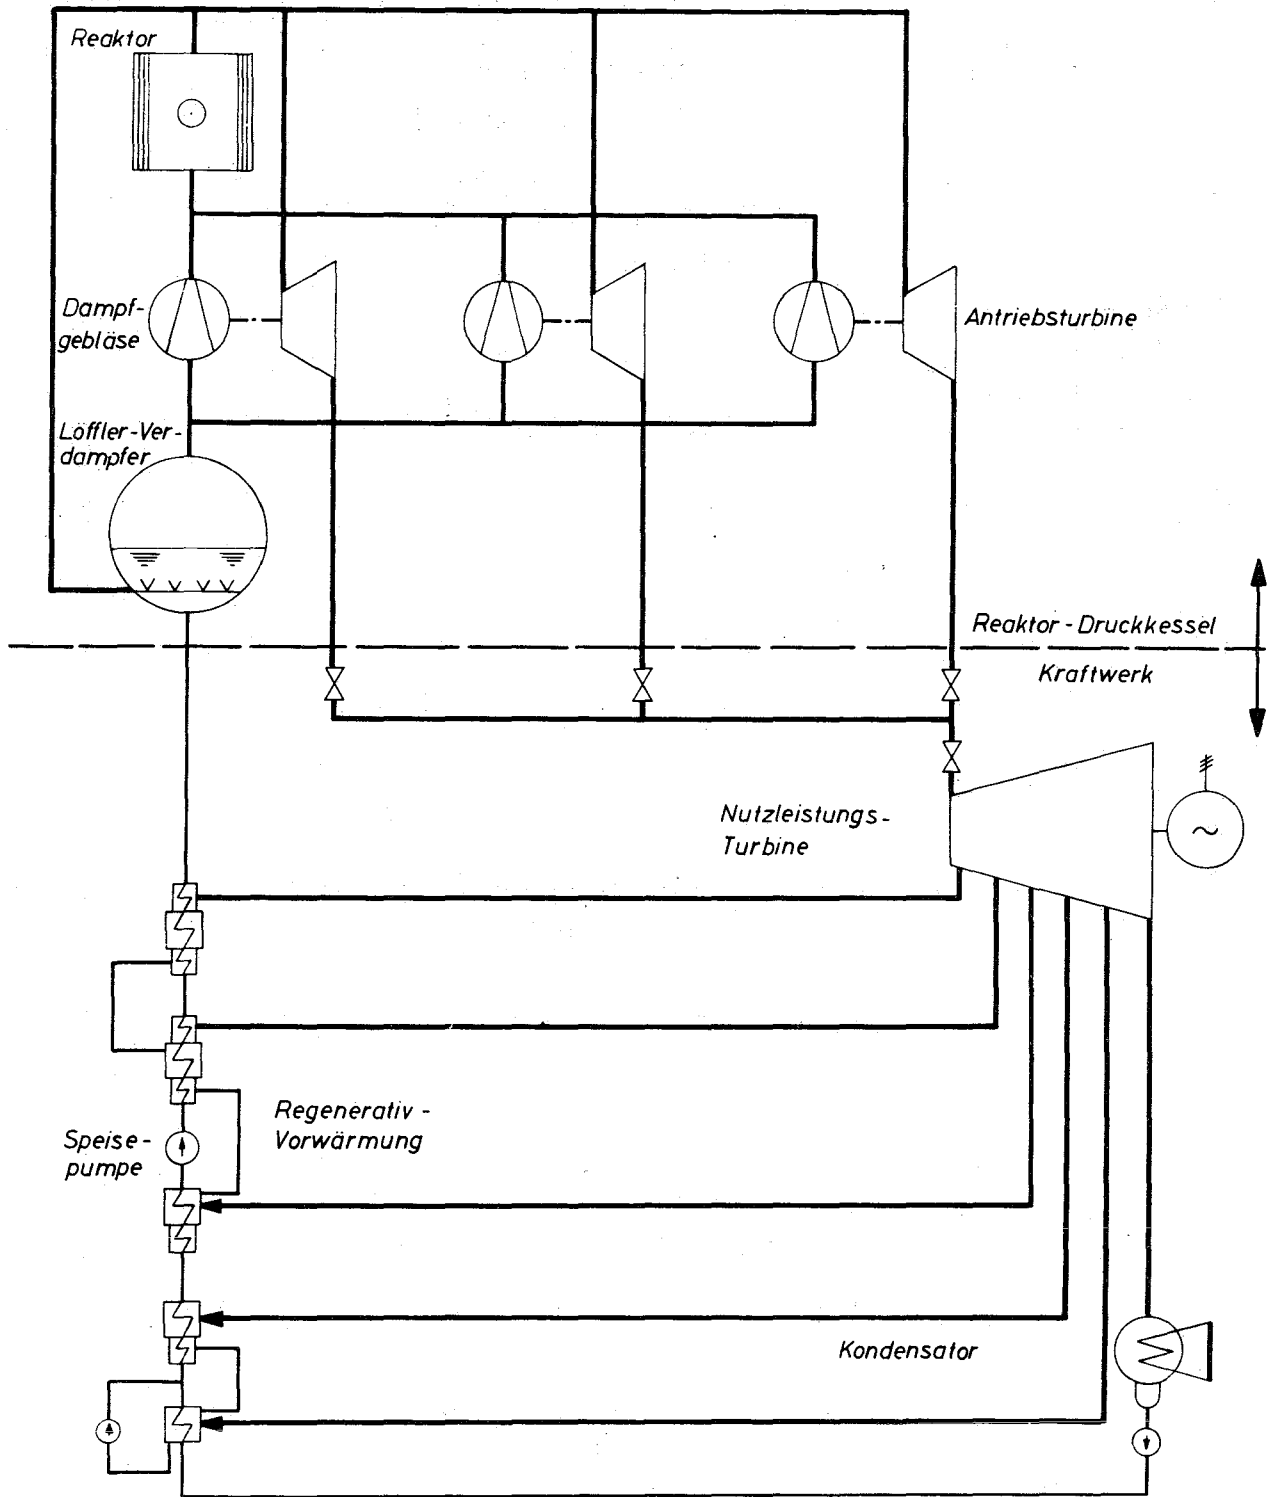 Reaktor
Dampf-
gebläse
Antriebsturbine
Löffler-Ver-
dampfer
Reaktor-Druckkessel
Kraftwerk
Nutzleistungs-
Turbine
Regenerativ-
Vorwärmung
Speise-
pumpe
Kondensator
~